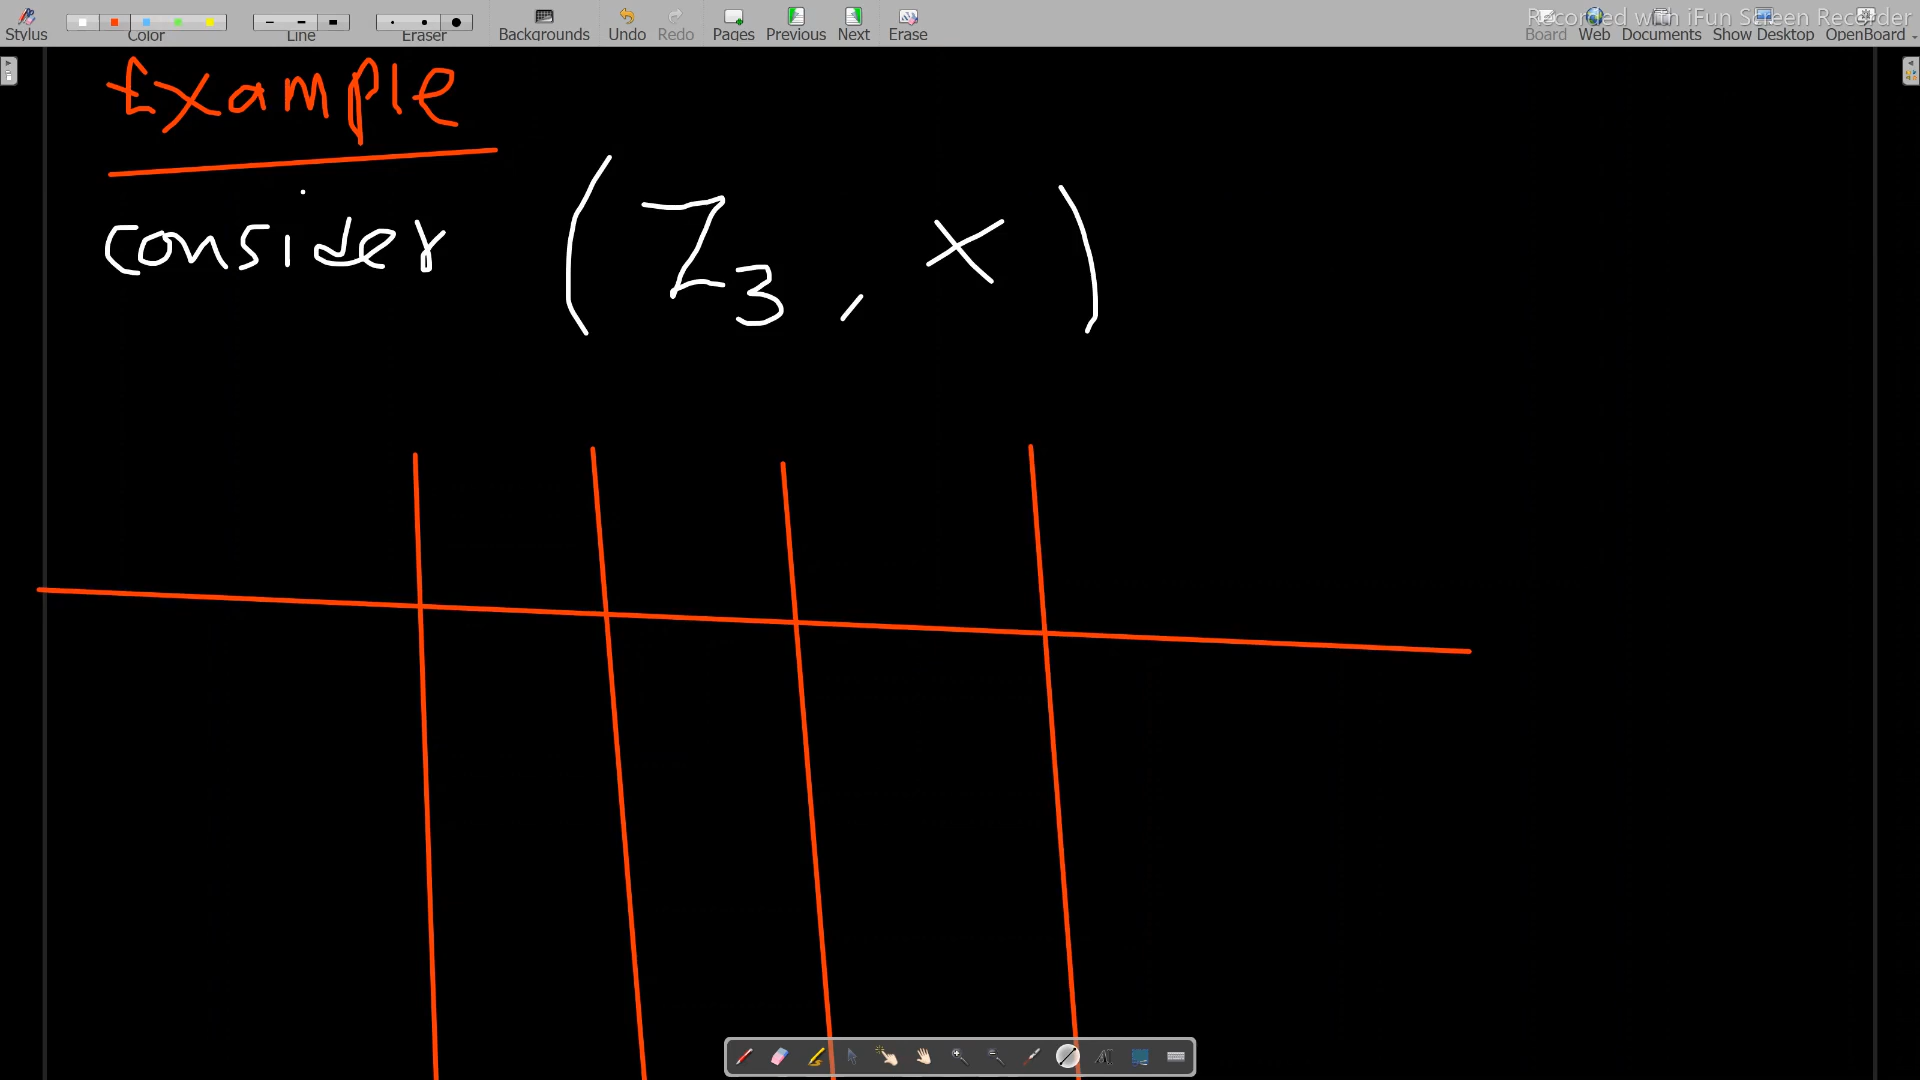 Recorded with iFun Screen Recorder
Stylus Color Line Eraser Backgrounds Undo Redo Pages Previous Next Erase Board Web Documents Show Desktop OpenBoard
Example
consider (Z3, x)